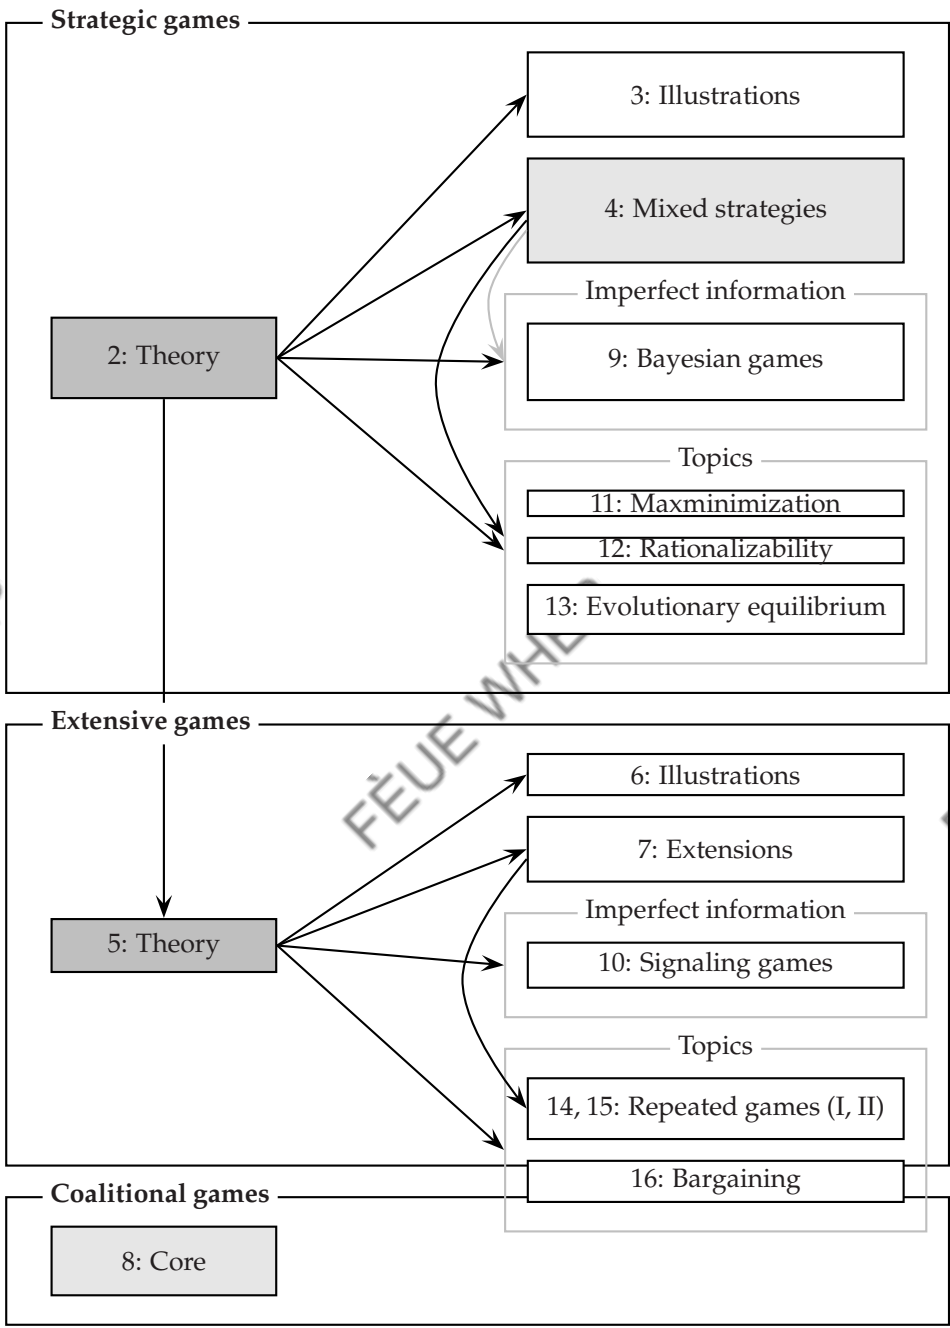 Strategic games
3: Illustrations
4: Mixed strategies
Imperfect information
2: Theory
9: Bayesian games
Topics
11: Maxminimization
12: Rationalizability
13: Evolutionary equilibrium
FÈUE WHER
Extensive games
6: Illustrations
7: Extensions
Imperfect information
5: Theory
10: Signaling games
Topics
14, 15: Repeated games (I, II)
16: Bargaining
Coalitional games
8: Core